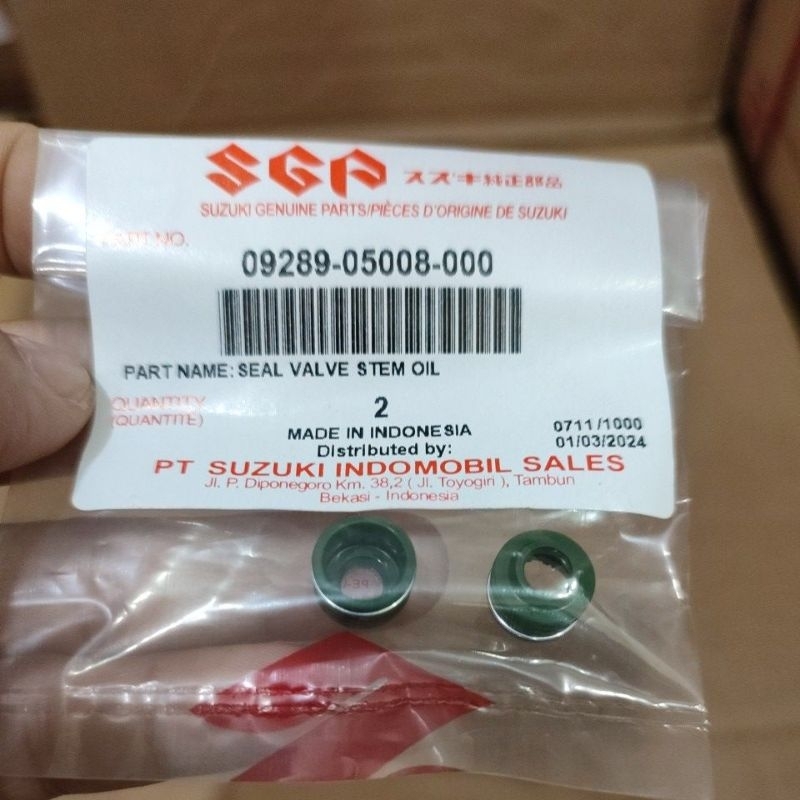 SGP スズキ純正部品
SUZUKI GENUINE PARTS/PIÈCES D'ORIGINE DE SUZUKI
PART NO.
09289-05008-000
PART NAME: SEAL VALVE STEM OIL
QUANTITY
(QUANTITE)
2
MADE IN INDONESIA
0711/1000
01/03/2024
Distributed by:
PT SUZUKI INDOMOBIL SALES
Jl. P. Diponegoro Km. 38,2 ( Jl. Toyogiri ), Tambun
Bekasi - Indonesia